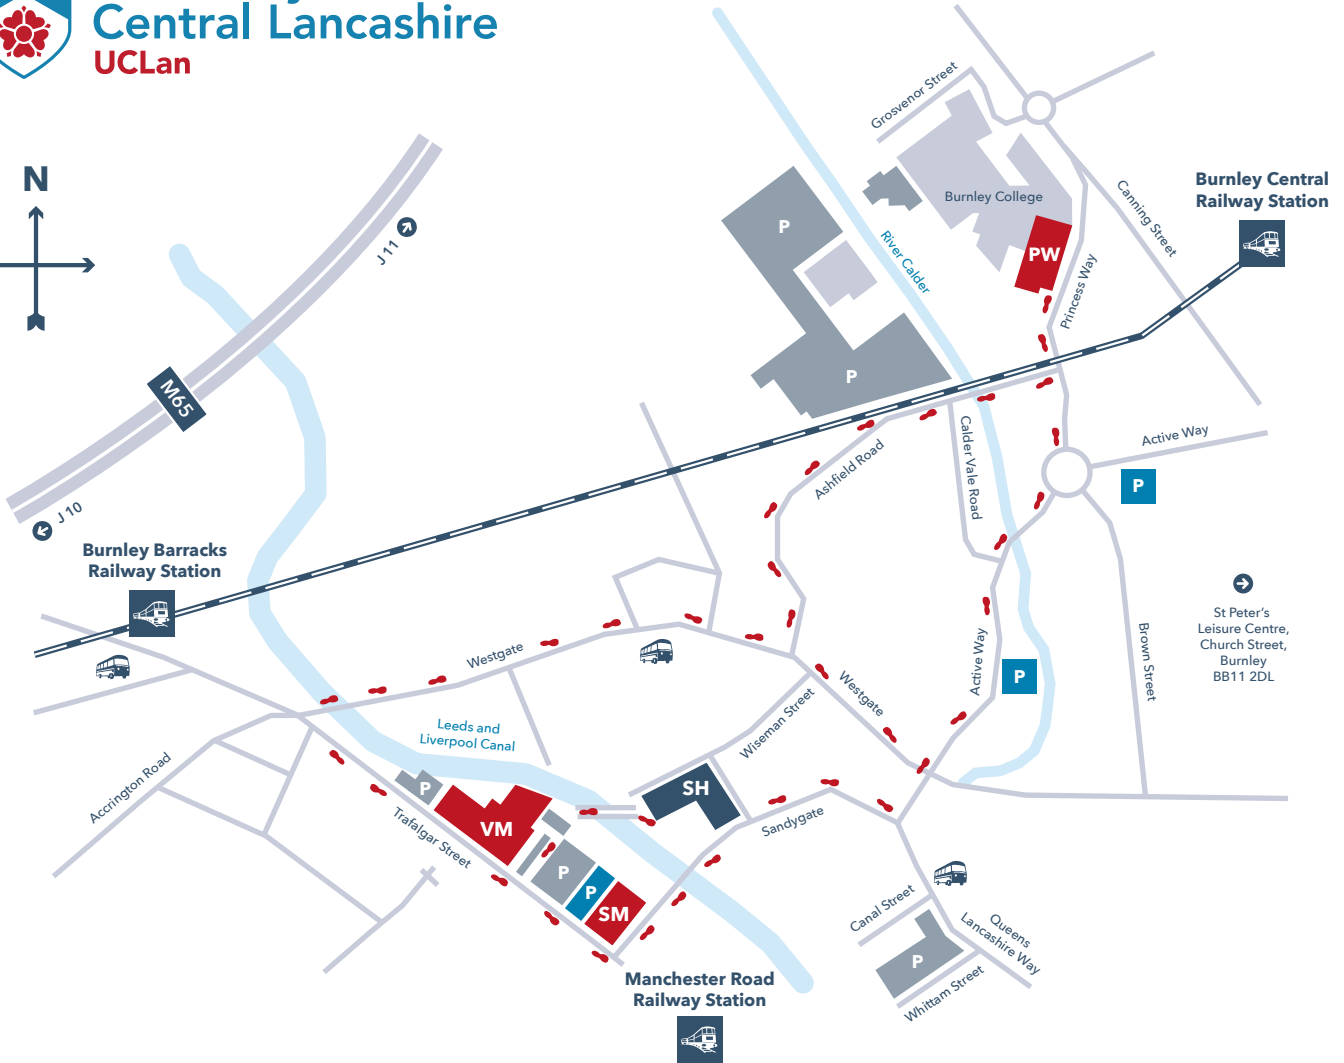 Central Lancashire
UCLan
N
J 11
M65
J 10
Grosvenor Street
Burnley College
PW
Canning Street
Burnley Central
Railway Station
P
River Calder
Princess Way
P
Active Way
P
Ashfield Road
Calder Vale Road
Burnley Barracks
Railway Station
St Peter's
Leisure Centre,
Church Street,
Burnley
BB11 2DL
Brown Street
Active Way
P
Westgate
Westgate
Wiseman Street
Leeds and
Liverpool Canal
Accrington Road
P
VM
SH
Sandygate
Trafalgar Street
P
P
SM
Canal Street
Queens
Lancashire Way
P
Whittam Street
Manchester Road
Railway Station